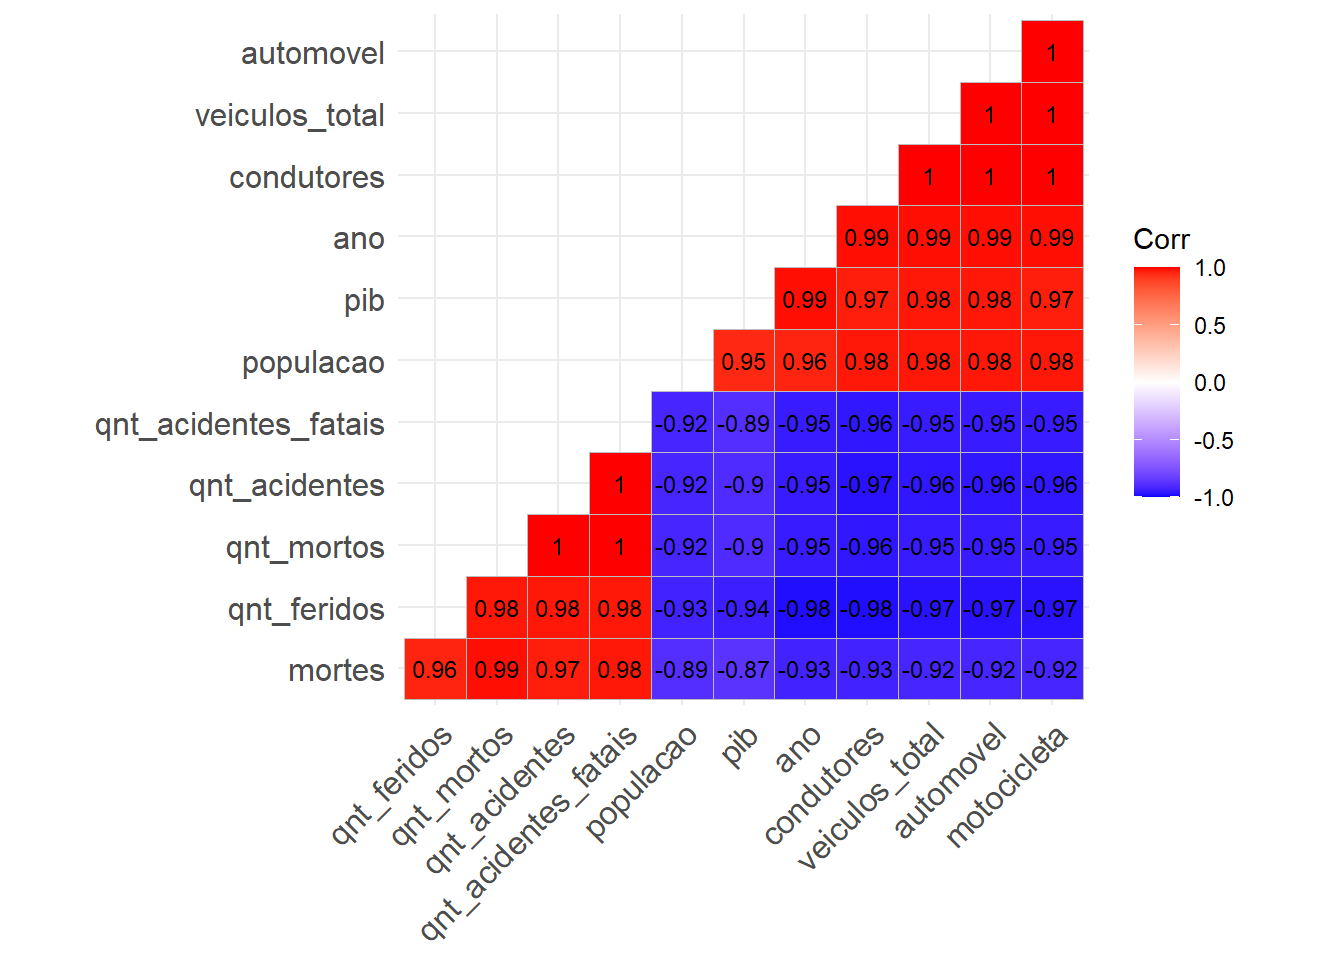 automovel 1
veiculos_total 1 1
condutores 1 1 1
ano 0.99 0.99 0.99 0.99
pib 0.99 0.97 0.98 0.98 0.97
populacao 0.95 0.96 0.98 0.98 0.98 0.98
qnt_acidentes_fatais -0.92 -0.89 -0.95 -0.96 -0.95 -0.95 -0.95
qnt_acidentes 1 -0.92 -0.9 -0.95 -0.97 -0.96 -0.96 -0.96
qnt_mortos 1 1 -0.92 -0.9 -0.95 -0.96 -0.95 -0.95 -0.95
qnt_feridos 0.98 0.98 0.98 -0.93 -0.94 -0.98 -0.98 -0.97 -0.97 -0.97
mortes 0.96 0.99 0.97 0.98 -0.89 -0.87 -0.93 -0.93 -0.92 -0.92 -0.92
qnt_feridos
qnt_mortos
qnt_acidentes
qnt_acidentes_fatais
populacao
pib
ano
condutores
veiculos_total
automovel
motocicleta
Corr
1.0
0.5
0.0
-0.5
-1.0